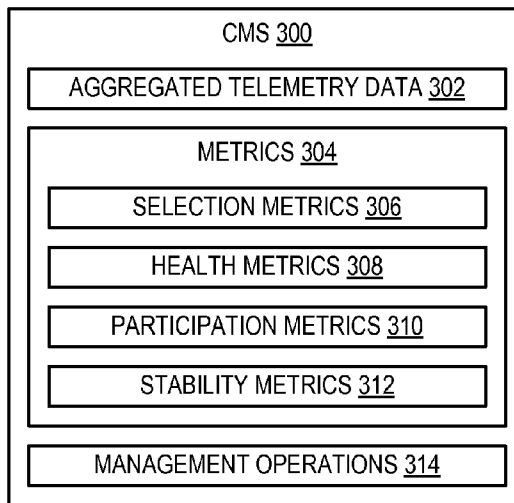 CMS 300
AGGREGATED TELEMETRY DATA 302
METRICS 304
SELECTION METRICS 306
HEALTH METRICS 308
PARTICIPATION METRICS 310
STABILITY METRICS 312
MANAGEMENT OPERATIONS 314